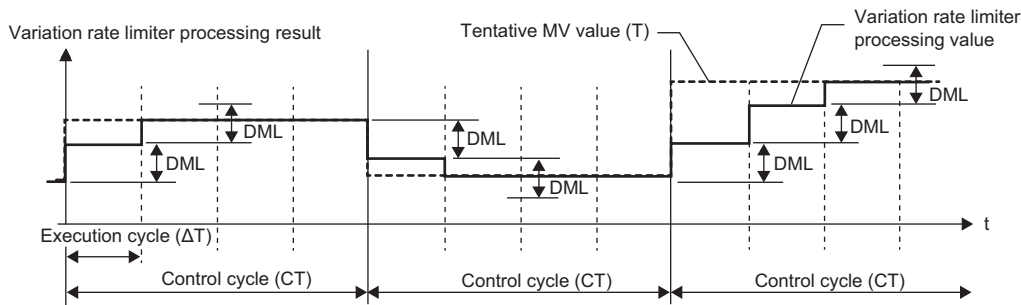 Variation rate limiter processing result
Tentative MV value (T)
Variation rate limiter
processing value
DML
DML
DML
DML
DML
DML
DML
t
Execution cycle (ΔT)
Control cycle (CT)
Control cycle (CT)
Control cycle (CT)